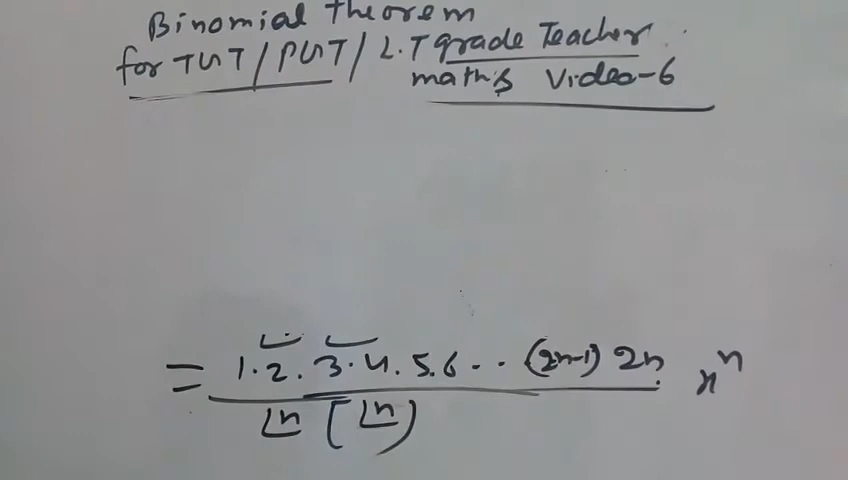 Binomial theorem
for TGT / PGT / L.T grade Teacher
maths Video-6
= 1·2·3·4·5·6·· (2n-1) 2n x^n
⌊n (⌊n)